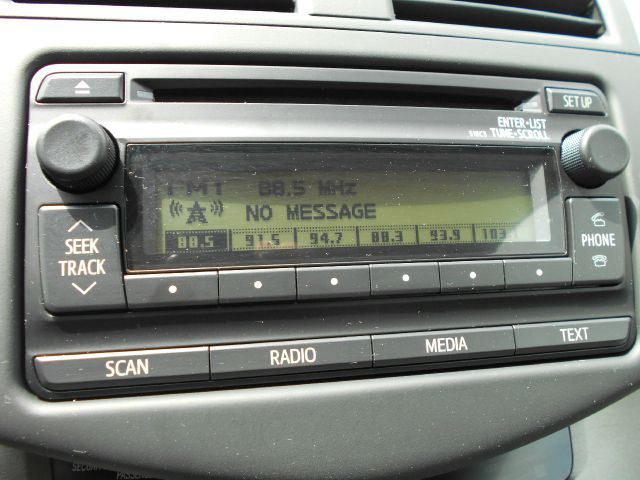 SET UP
ENTER•LIST
518C3 TUNE•SCROLL
FM1 88.5 MHz
NO MESSAGE
88.5 91.5 94.7 88.3 93.9 103
SEEK
TRACK
PHONE
SCAN RADIO MEDIA TEXT